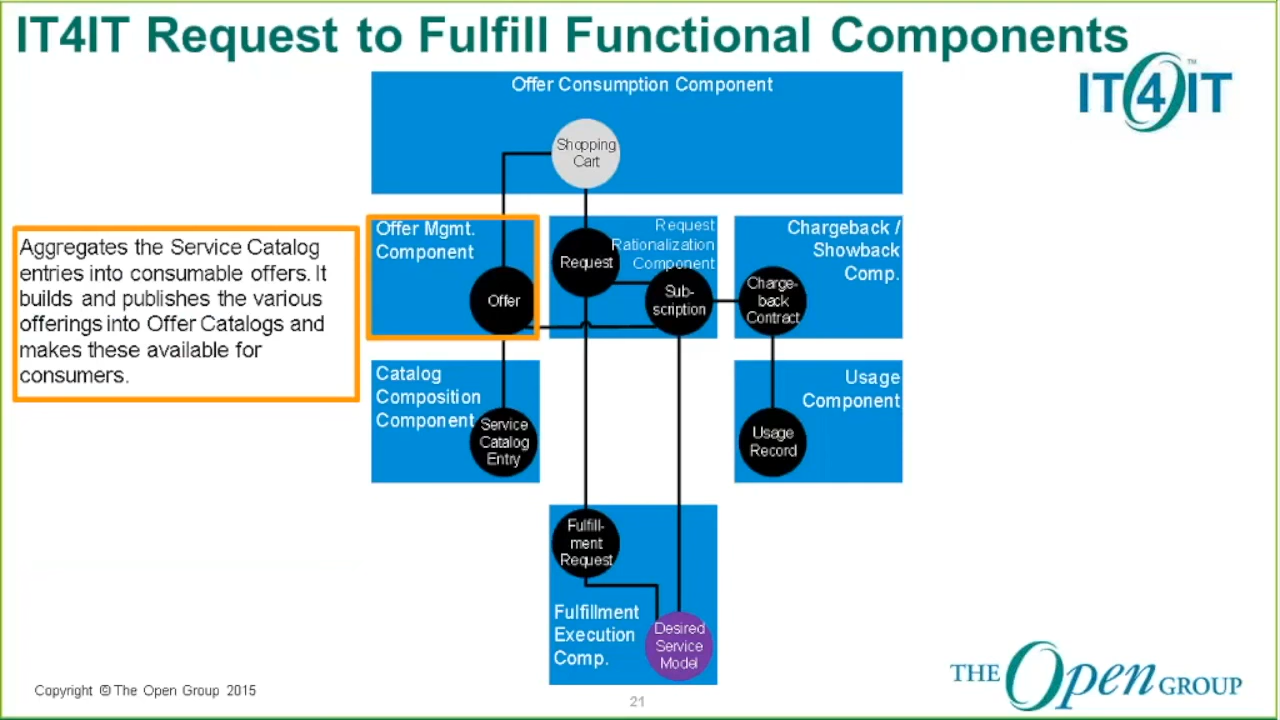 IT4IT Request to Fulfill Functional Components
IT4IT™
Offer Consumption Component
Shopping
Cart
Aggregates the Service Catalog
entries into consumable offers. It
builds and publishes the various
offerings into Offer Catalogs and
makes these available for
consumers.
Offer Mgmt.
Component
Offer
Request
Rationalization
Component
Request
Sub-
scription
Chargeback /
Showback
Comp.
Charge-
back
Contract
Catalog
Composition
Component
Service
Catalog
Entry
Usage
Component
Usage
Record
Fulfill-
ment
Request
Fulfillment
Execution
Comp.
Desired
Service
Model
Copyright © The Open Group 2015
21
THE Open GROUP